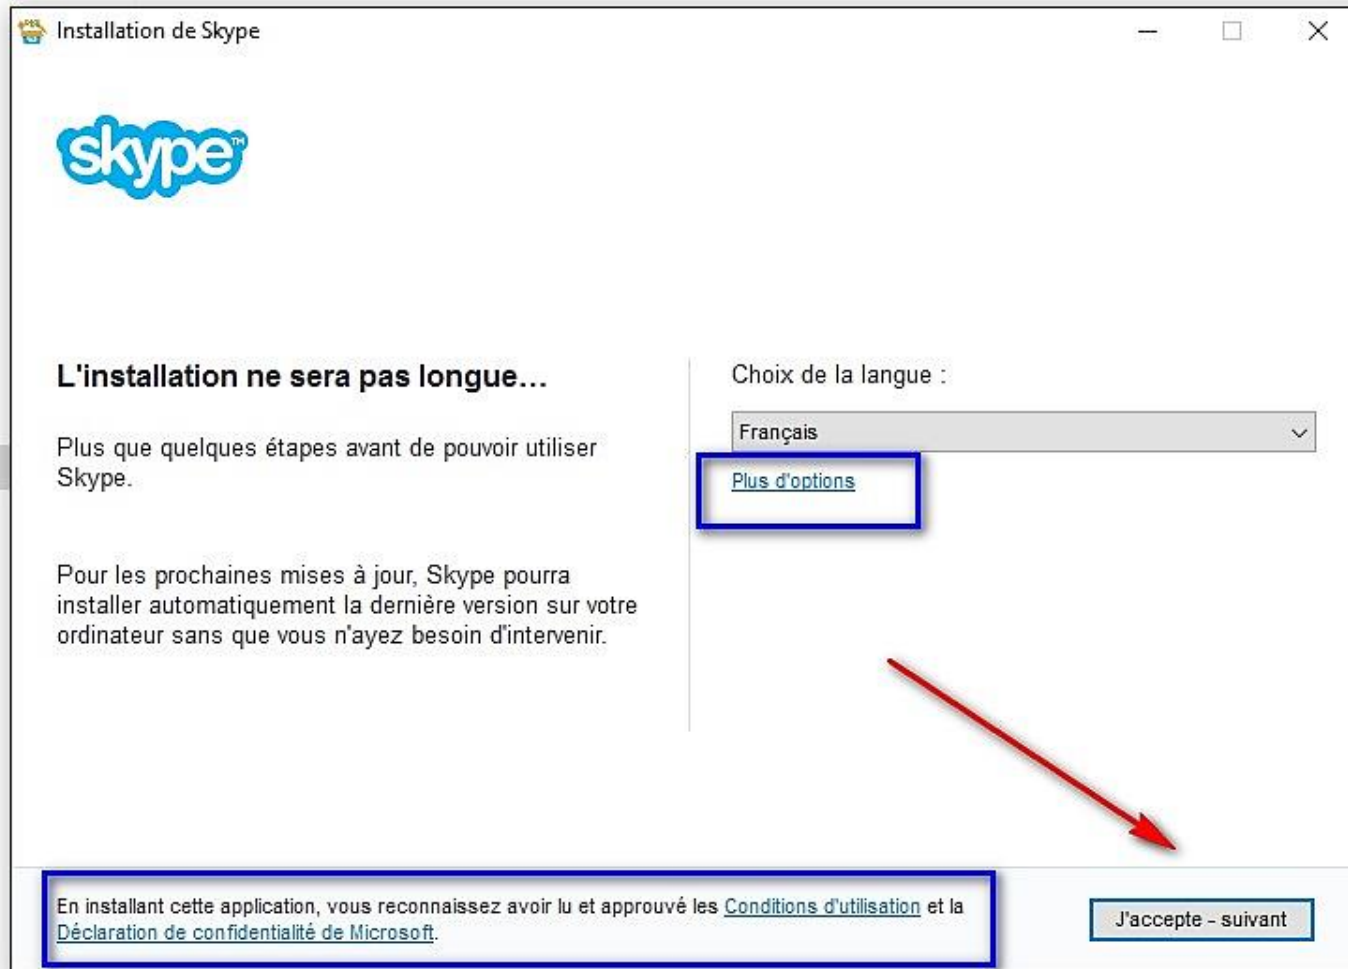 Installation de Skype
skype™
L'installation ne sera pas longue...
Plus que quelques étapes avant de pouvoir utiliser
Skype.
Pour les prochaines mises à jour, Skype pourra
installer automatiquement la dernière version sur votre
ordinateur sans que vous n'ayez besoin d'intervenir.
Choix de la langue :
Français
Plus d'options
En installant cette application, vous reconnaissez avoir lu et approuvé les Conditions d'utilisation et la
Déclaration de confidentialité de Microsoft.
J'accepte - suivant